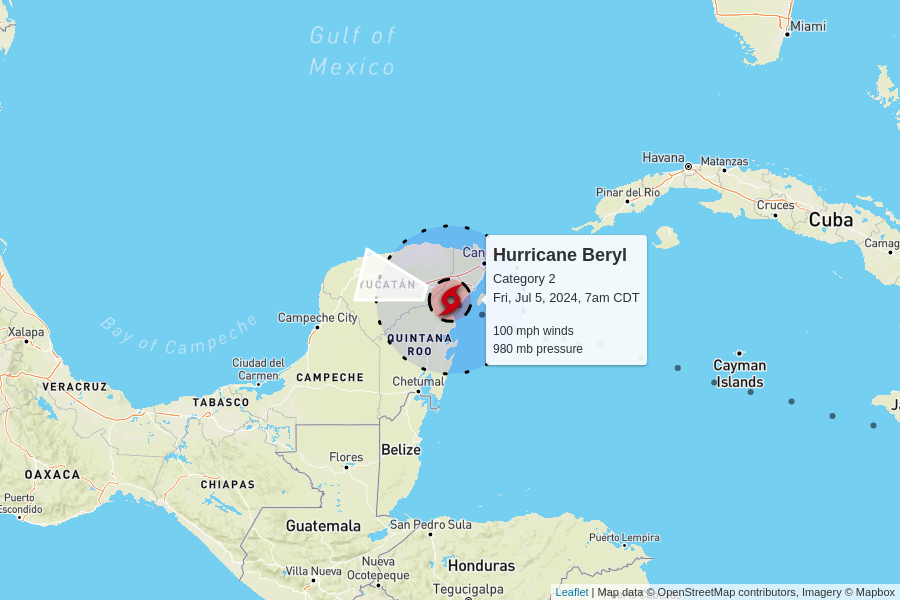 Miami
Gulf of
Mexico
Havana
Matanzas
Pinar del Rio
Cruces
Cuba
Camag
Can
Hurricane Beryl
Category 2
Fri, Jul 5, 2024, 7am CDT
100 mph winds
980 mb pressure
YUCATÁN
Campeche City
Bay of Campeche
Xalapa
QUINTANA
ROO
Ciudad del
Carmen
CAMPECHE
Chetumal
VERACRUZ
TABASCO
Cayman
Islands
Ja
Belize
Flores
OAXACA
CHIAPAS
Puerto
Escondido
Guatemala
San Pedro Sula
Puerto Lempira
Nueva
Ocotepeque
Villa Nueva
Honduras
Tegucigalpa
Leaflet | Map data © OpenStreetMap contributors, Imagery © Mapbox